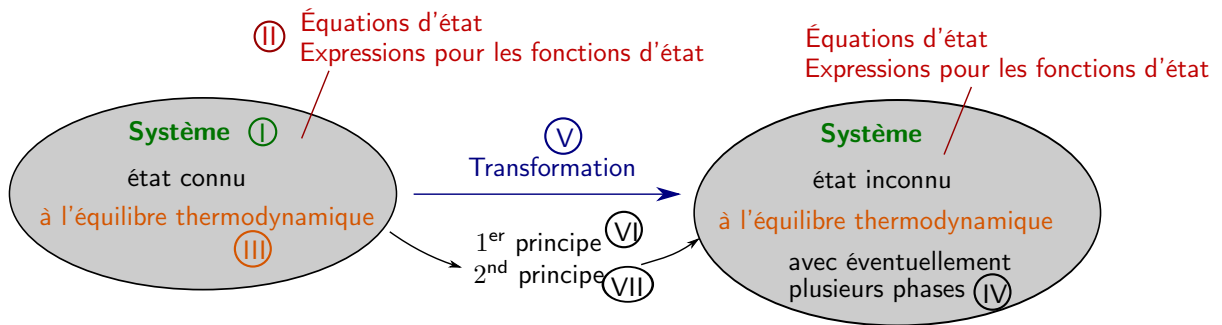 II
Équations d'état
Expressions pour les fonctions d'état
Système I
état connu
à l'équilibre thermodynamique
III
V
Transformation
1er principe VI
2nd principe VII
Équations d'état
Expressions pour les fonctions d'état
Système
état inconnu
à l'équilibre thermodynamique
avec éventuellement
plusieurs phases IV